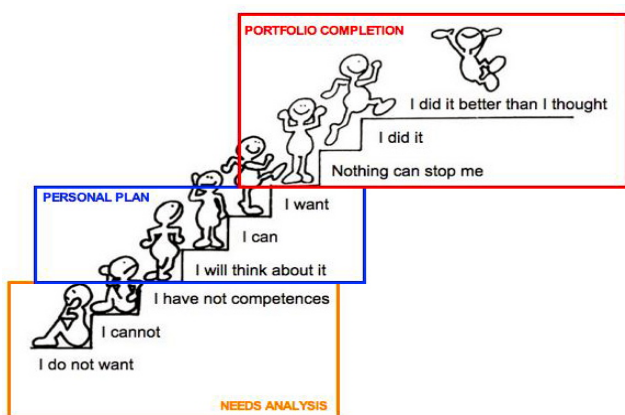 PORTFOLIO COMPLETION
I did it better than I thought
I did it
Nothing can stop me
PERSONAL PLAN
I want
I can
I will think about it
I have not competences
I cannot
I do not want
NEEDS ANALYSIS